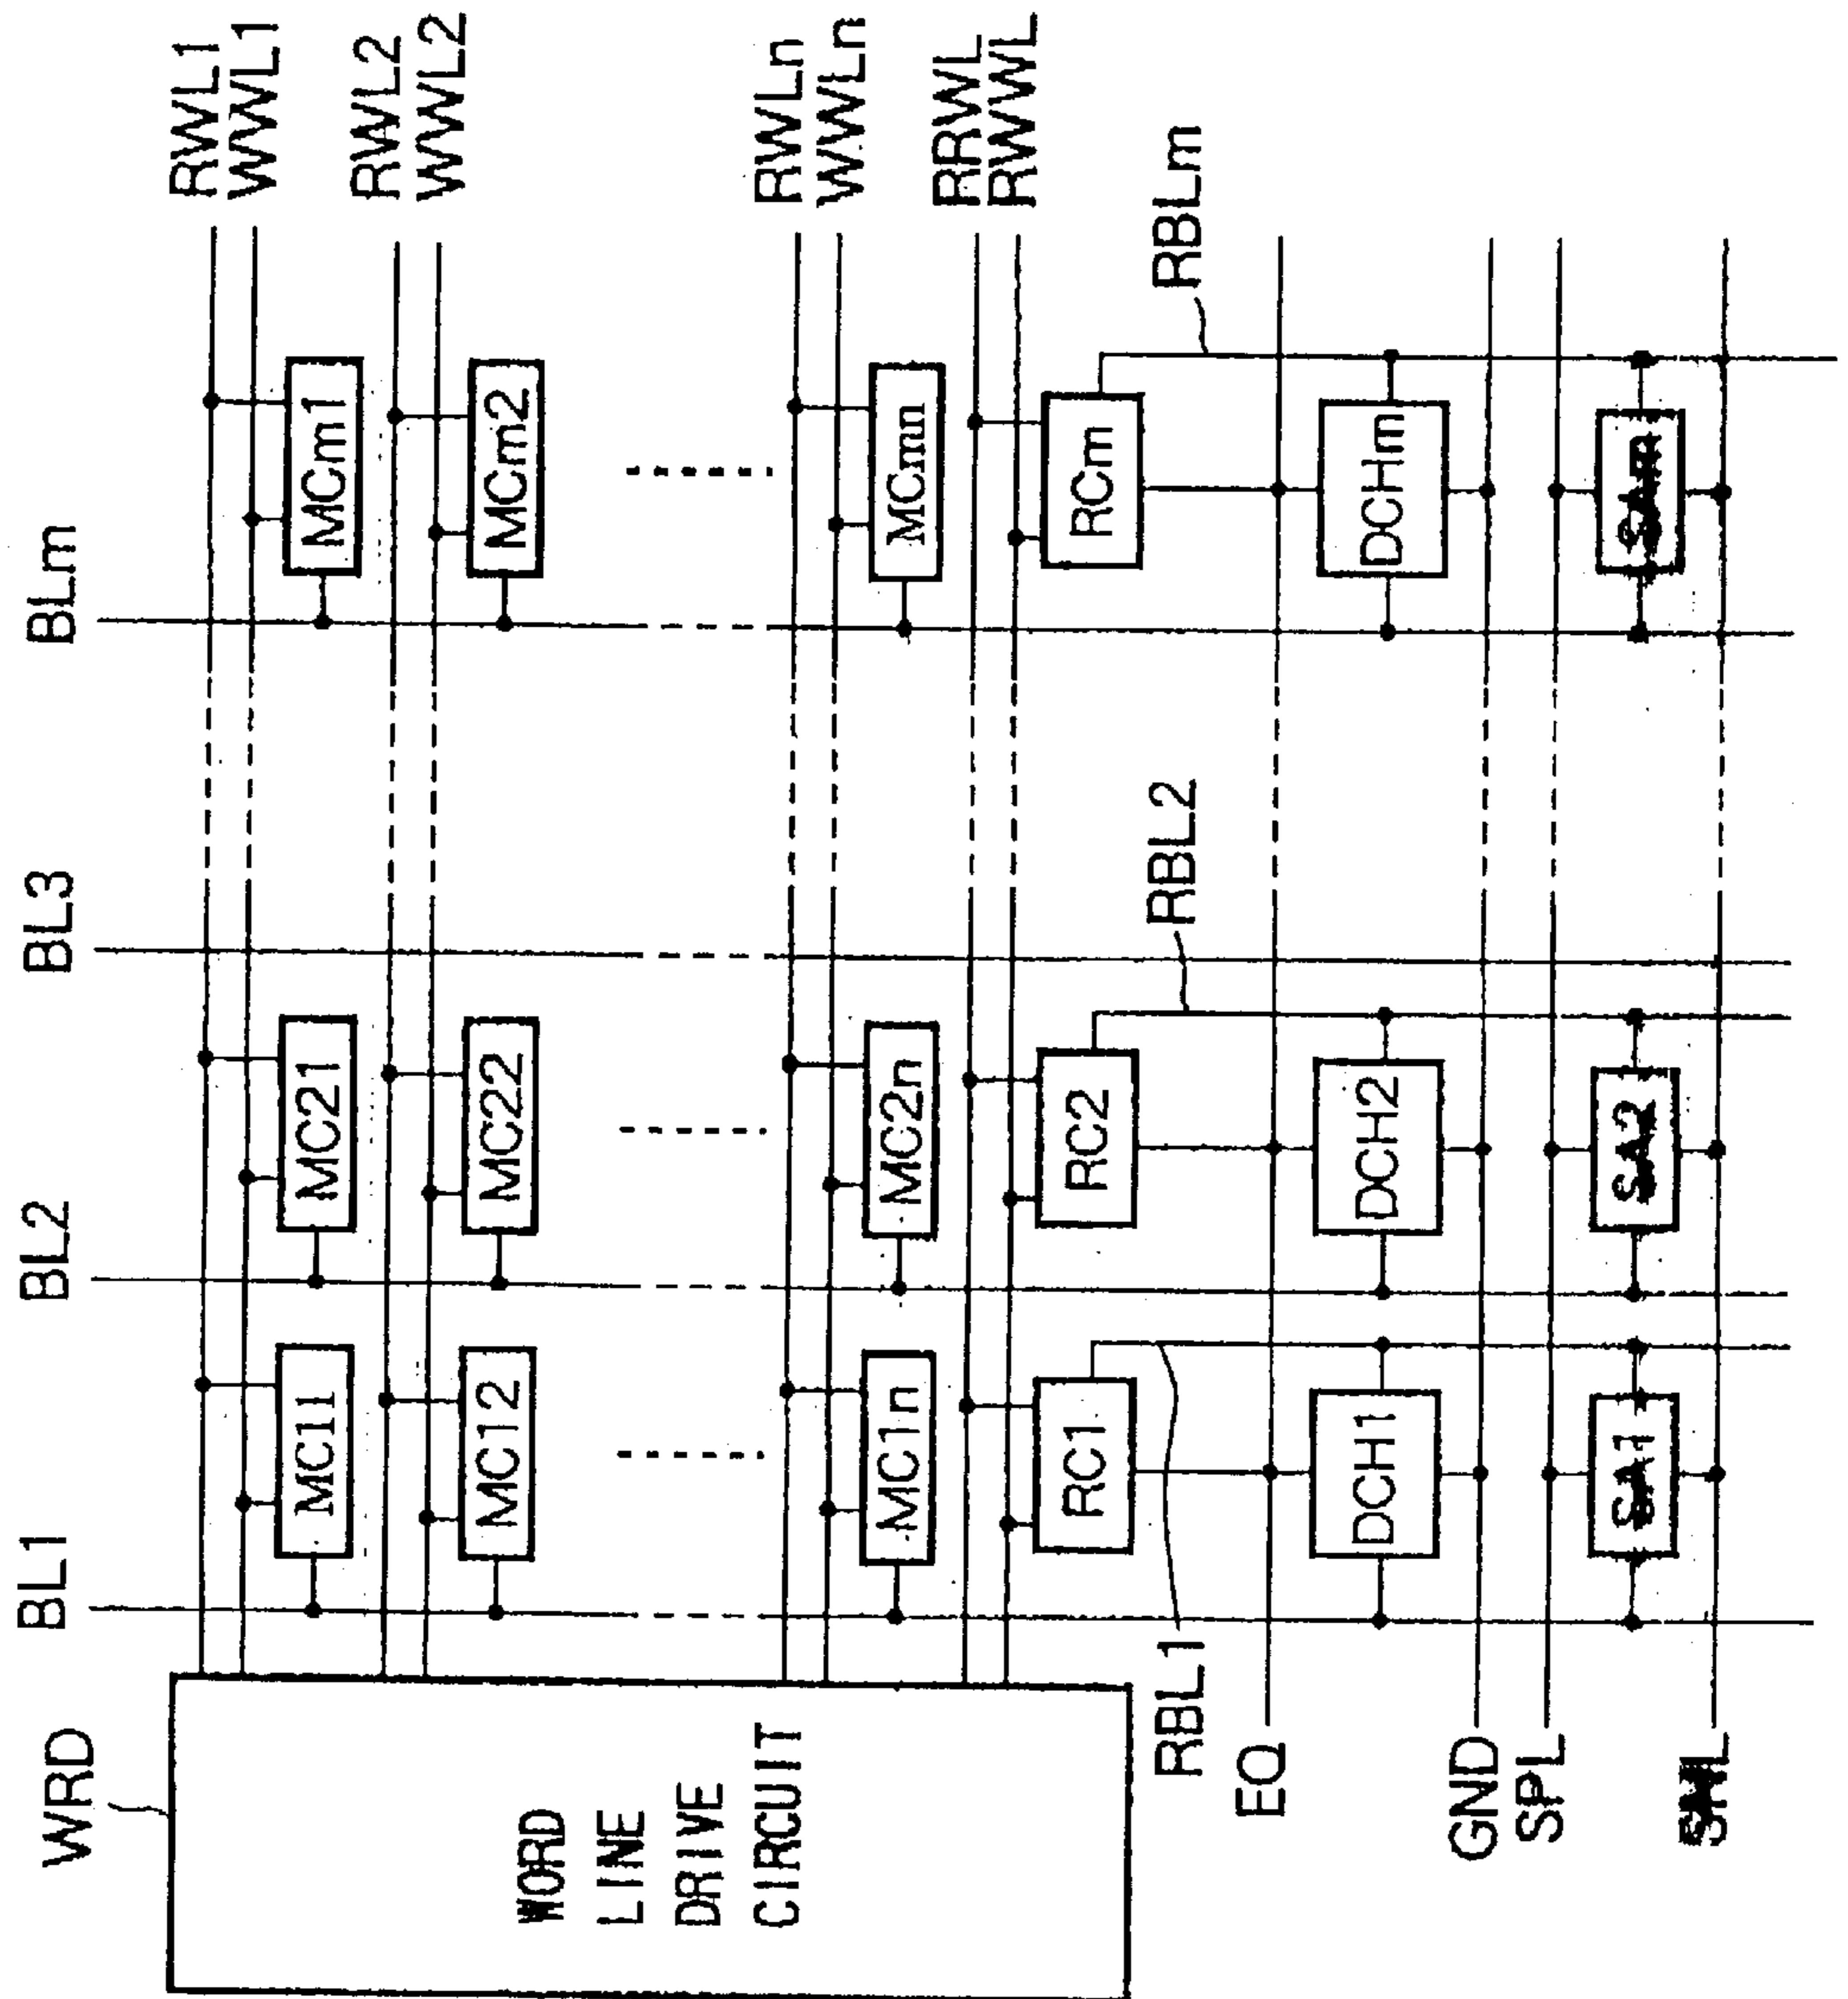 BL1
BL2
BL3
BLm
WRD
RWL1
WWL1
MC11
MC21
MCm1
RWL2
WWL2
MC12
MC22
MCm2
WORD
LINE
DRIVE
CIRCUIT
RWLn
WWLn
MC1n
MC2n
MCmn
RRWL
RWWL
RC1
RC2
RCm
RBL1
RBL2
RBLm
EQ
DCH1
DCH2
DCHm
GND
SPL
SA1
SA2
SAm